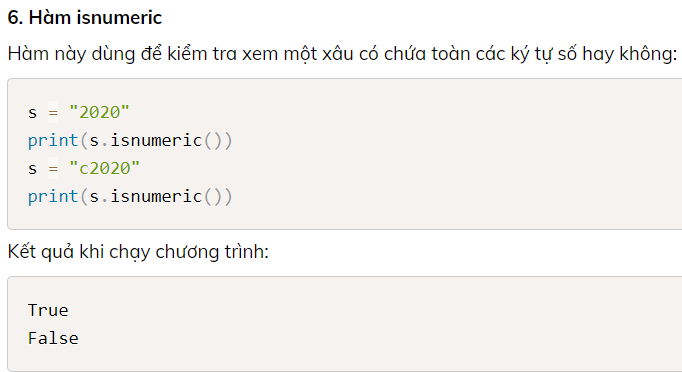 6. Hàm isnumeric
Hàm này dùng để kiểm tra xem một xâu có chứa toàn các ký tự số hay không:
s = "2020"
print(s.isnumeric())
s = "c2020"
print(s.isnumeric())
Kết quả khi chạy chương trình:
True
False